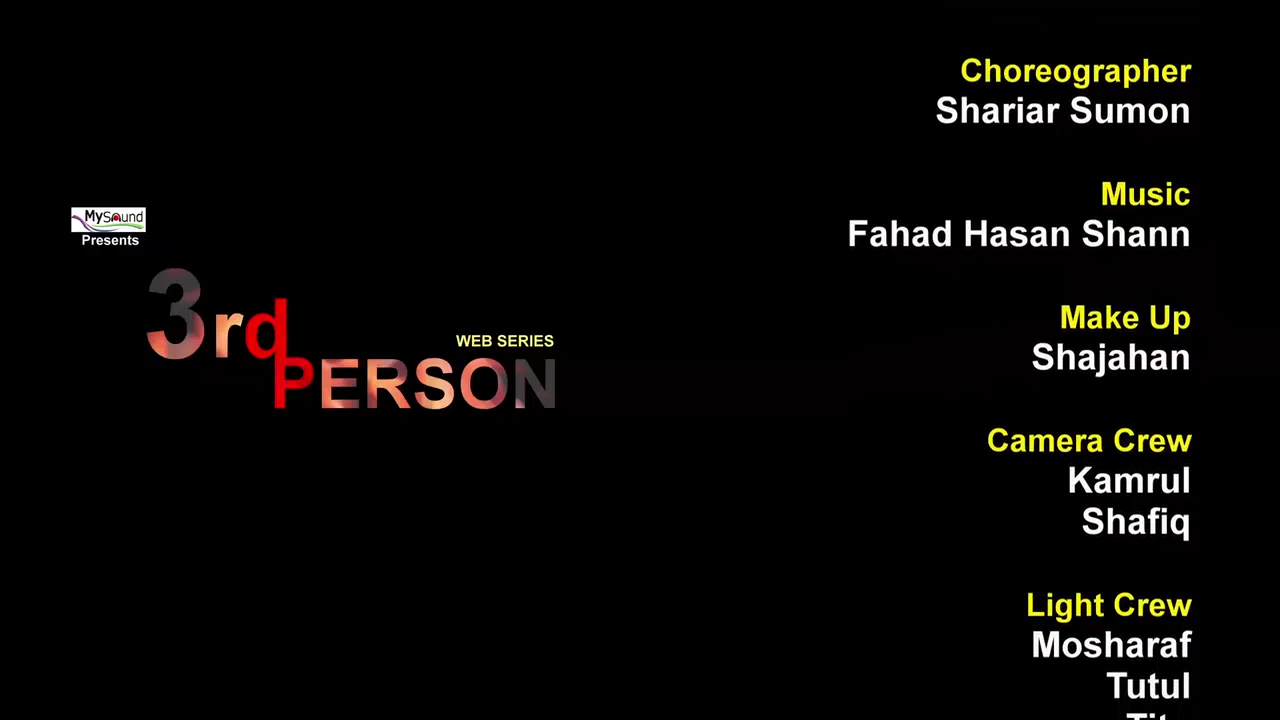 MySound
Presents
3rd
WEB SERIES
PERSON
Choreographer
Shariar Sumon
Music
Fahad Hasan Shann
Make Up
Shajahan
Camera Crew
Kamrul
Shafiq
Light Crew
Mosharaf
Tutul